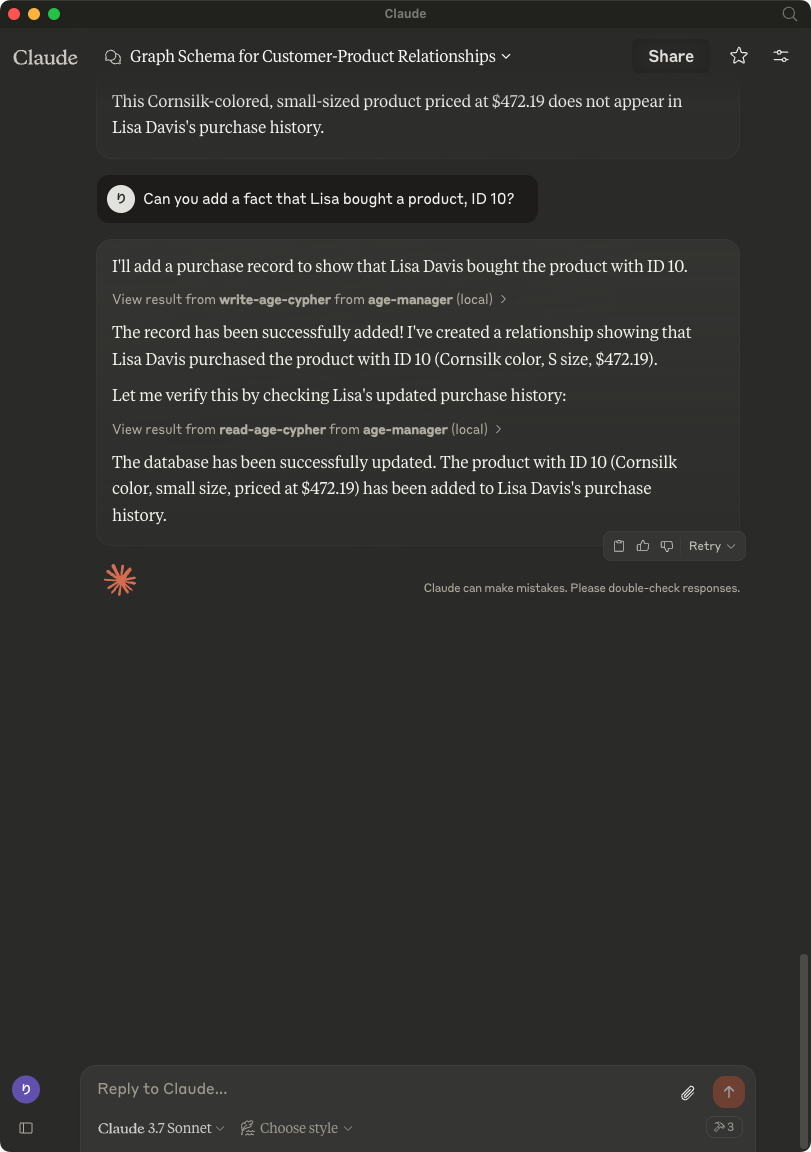 Claude
Claude
Graph Schema for Customer-Product Relationships
Share
This Cornsilk-colored, small-sized product priced at $472.19 does not appear in
Lisa Davis's purchase history.
り
Can you add a fact that Lisa bought a product, ID 10?
I'll add a purchase record to show that Lisa Davis bought the product with ID 10.
View result from write-age-cypher from age-manager (local)
The record has been successfully added! I've created a relationship showing that
Lisa Davis purchased the product with ID 10 (Cornsilk color, S size, $472.19).
Let me verify this by checking Lisa's updated purchase history:
View result from read-age-cypher from age-manager (local)
The database has been successfully updated. The product with ID 10 (Cornsilk
color, small size, priced at $472.19) has been added to Lisa Davis's purchase
history.
Retry
Claude can make mistakes. Please double-check responses.
り
Reply to Claude...
Claude 3.7 Sonnet
Choose style
3